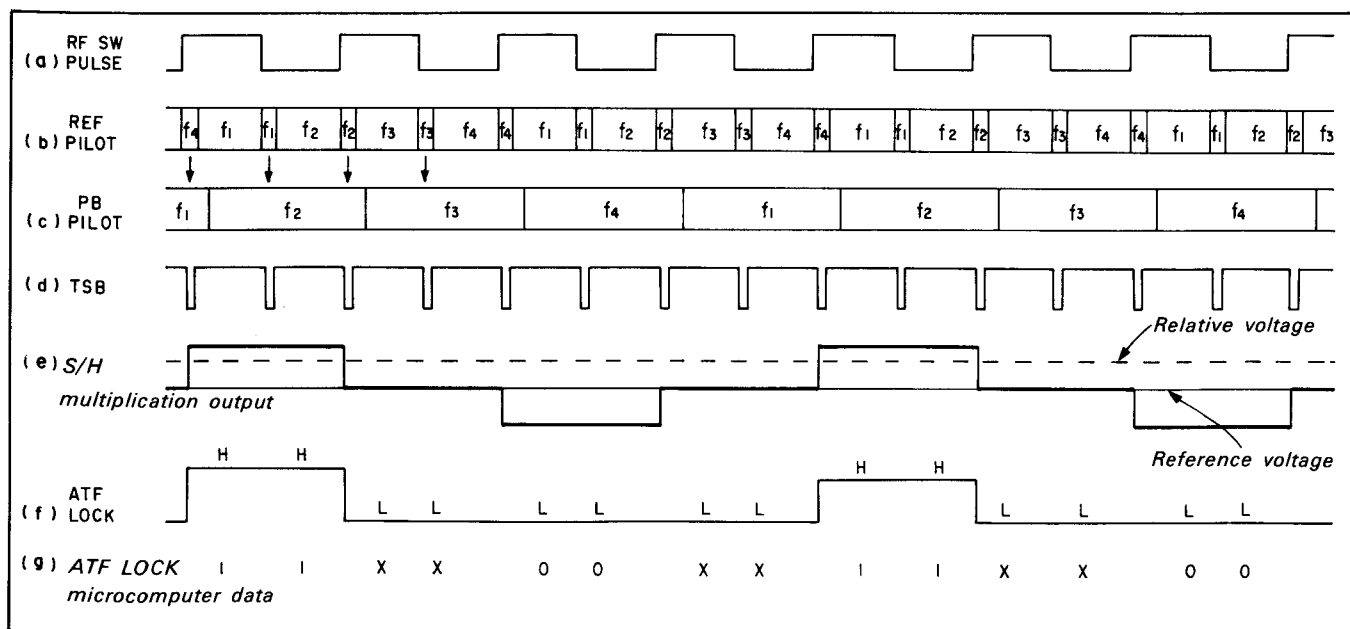 (a) RF SW PULSE
(b) REF PILOT
f4 f1 f1 f2 f2 f3 f3 f4 f4 f1 f1 f2 f2 f3 f3 f4 f4 f1 f1 f2 f2 f3 f3 f4 f4 f1 f1 f2 f2 f3
(c) PB PILOT
f1 f2 f3 f4 f1 f2 f3 f4
(d) TSB
Relative voltage
(e) S/H
multiplication output
Reference voltage
H H H H
(f) ATF LOCK
L L L L L L L L L L
(g) ATF LOCK
microcomputer data
1 1 X X 0 0 X X 1 1 X X 0 0